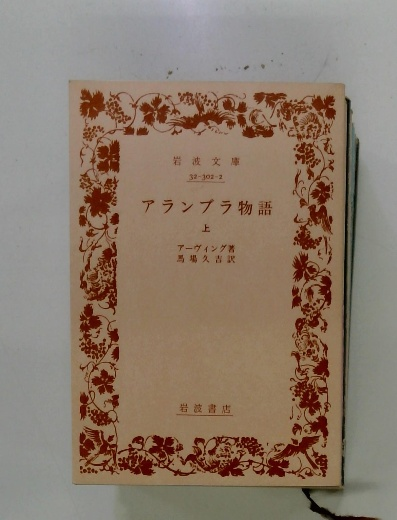 岩波文庫
32-302-2
アランブラ物語
上
アーヴィング著
馬場久吉訳
岩波書店